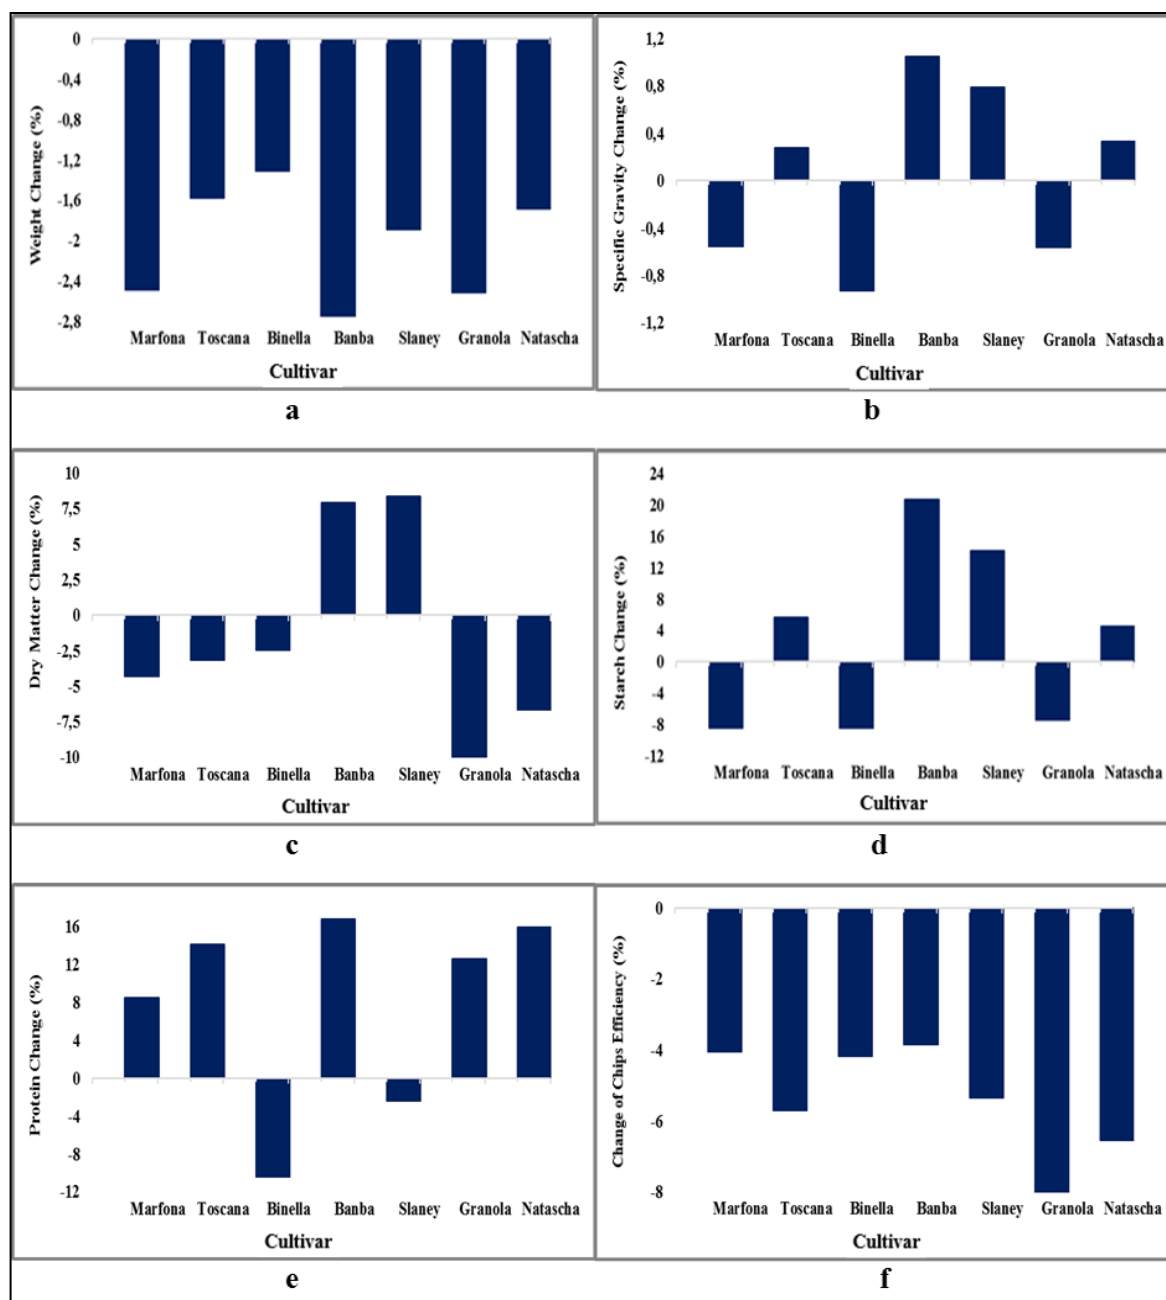 Weight Change (%)
0
-0,4
-0,8
-1,2
-1,6
-2
-2,4
-2,8
Marfona Toscana Binella Banba Slaney Granola Natascha
Cultivar
a
Specific Gravity Change (%)
1,2
0,8
0,4
0
-0,4
-0,8
-1,2
Marfona Toscana Binella Banba Slaney Granola Natascha
Cultivar
b
Dry Matter Change (%)
10
7,5
5
2,5
0
-2,5
-5
-7,5
-10
Marfona Toscana Binella Banba Slaney Granola Natascha
Cultivar
c
Starch Change (%)
24
20
16
12
8
4
0
-4
-8
-12
Marfona Toscana Binella Banba Slaney Granola Natascha
Cultivar
d
Protein Change (%)
16
12
8
4
0
-4
-8
-12
Marfona Toscana Binella Banba Slaney Granola Natascha
Cultivar
e
Change of Chips Efficiency (%)
0
-2
-4
-6
-8
Marfona Toscana Binella Banba Slaney Granola Natascha
Cultivar
f